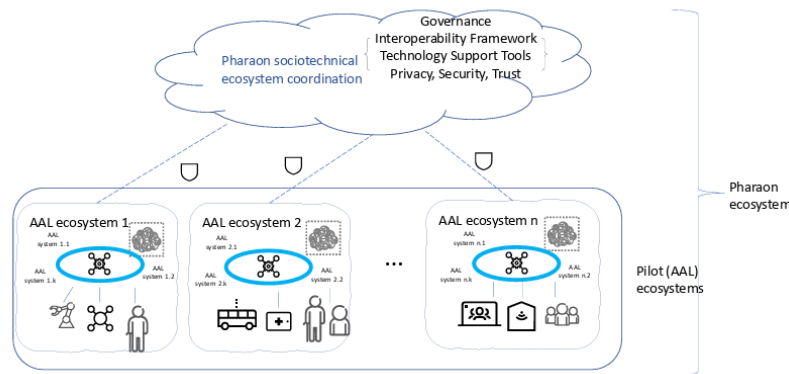 Governance
Interoperability Framework
Technology Support Tools
Privacy, Security, Trust
Pharaon sociotechnical
ecosystem coordination
Pharaon
ecosystem
Pilot (AAL)
ecosystems
AAL ecosystem 1
AAL
system 1.1
AAL
system 1.2
AAL
system 1.k
AAL ecosystem 2
AAL
system 2.1
AAL
system 2.2
AAL
system 2.k
...
AAL ecosystem n
AAL
system n.1
AAL
system n.2
AAL
system n.k